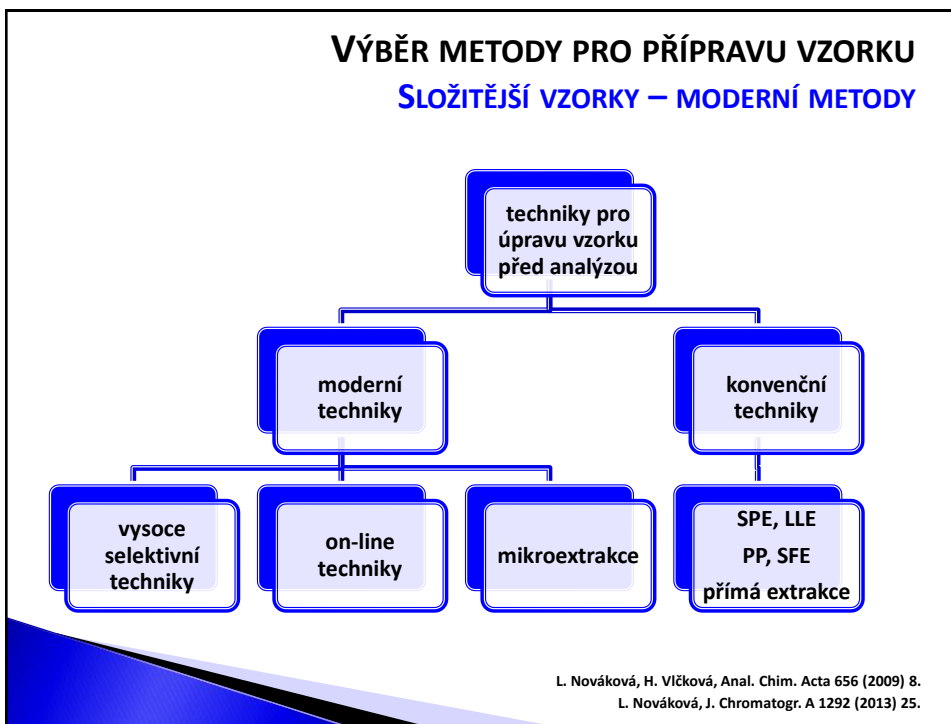 VÝBĚR METODY PRO PŘÍPRAVU VZORKU
SLOŽITĚJŠÍ VZORKY – MODERNÍ METODY
techniky pro
úpravu vzorku
před analýzou
moderní
techniky
konvenční
techniky
vysoce
selektivní
techniky
on-line
techniky
mikroextrakce
SPE, LLE
PP, SFE
přímá extrakce
L. Nováková, H. Vlčková, Anal. Chim. Acta 656 (2009) 8.
L. Nováková, J. Chromatogr. A 1292 (2013) 25.